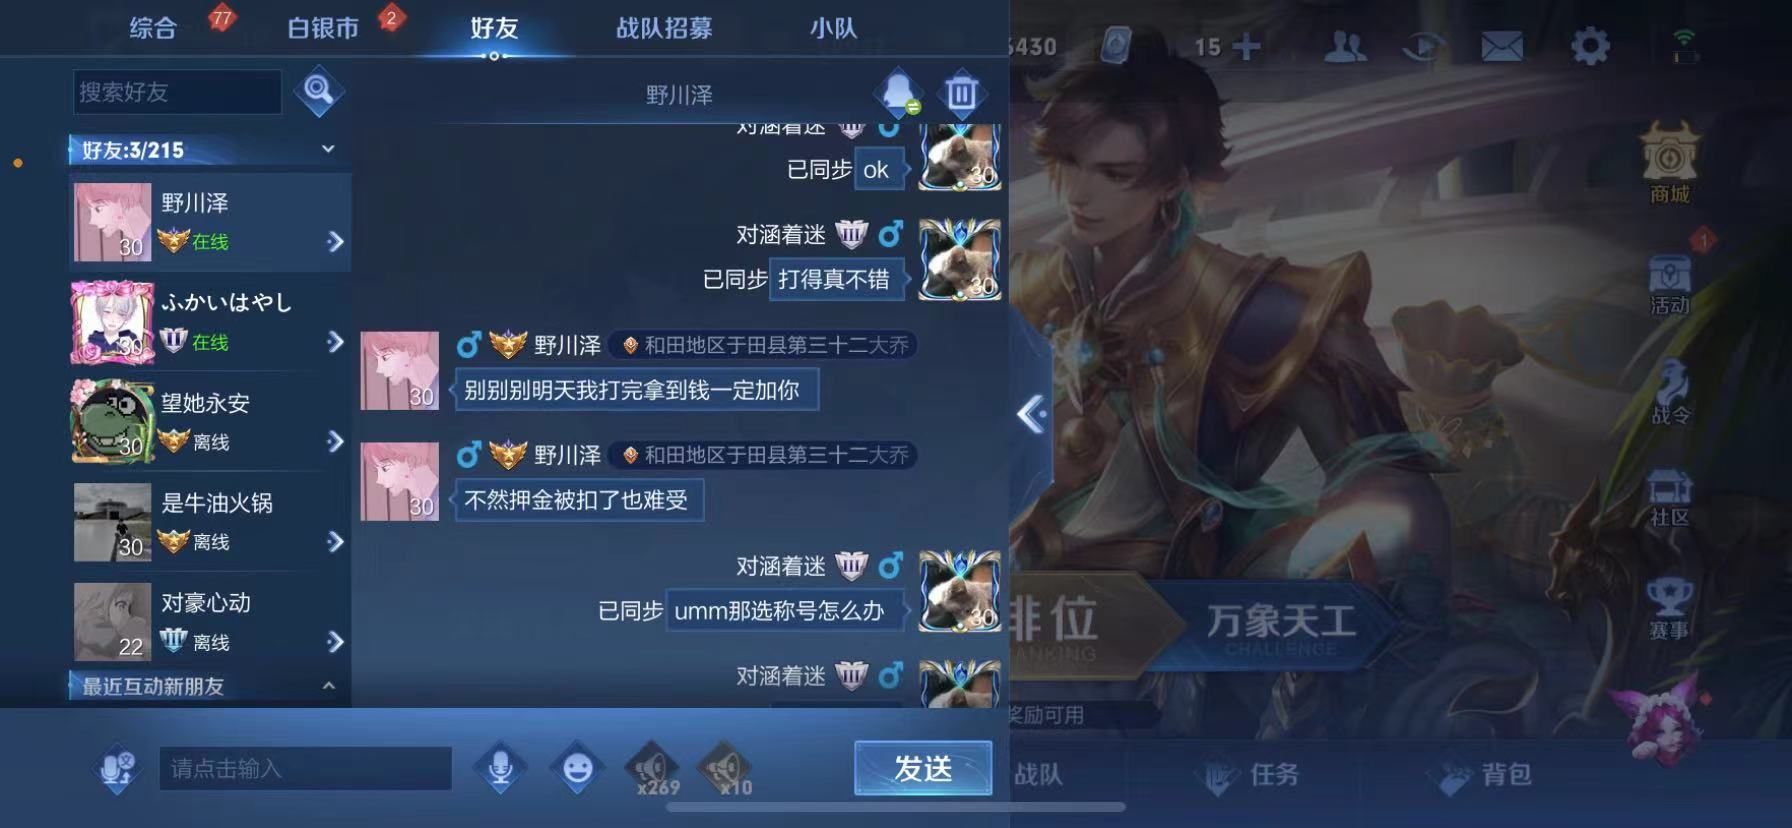 综合
77
白银市
2
好友
战队招募
小队
搜索好友
野川泽
好友:3/215
野川泽
30
在线
ふかいはやし
30
在线
望她永安
30
离线
是牛油火锅
30
离线
对豪心动
22
离线
最近互动新朋友
对涵着迷
已同步
ok
30
对涵着迷
已同步
打得真不错
30
野川泽
和田地区于田县第三十二大乔
别别别明天我打完拿到钱一定加你
30
野川泽
和田地区于田县第三十二大乔
不然押金被扣了也难受
30
对涵着迷
已同步
umm那选称号怎么办
30
对涵着迷
请点击输入
x269
x10
发送
6430
15
商城
1
活动
战令
社区
赛事
排位
RANKING
万象天工
CHALLENGE
奖励可用
战队
任务
背包